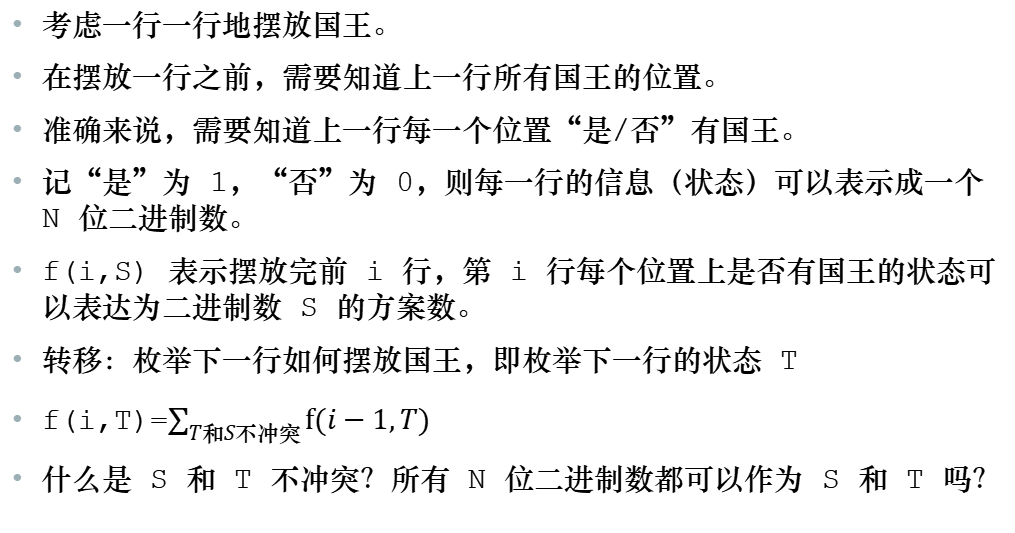 • 考虑一行一行地摆放国王。
• 在摆放一行之前，需要知道上一行所有国王的位置。
• 准确来说，需要知道上一行每一个位置“是/否”有国王。
• 记“是”为 1，“否”为 0，则每一行的信息（状态）可以表示成一个
N 位二进制数。
• f(i,S) 表示摆放完前 i 行，第 i 行每个位置上是否有国王的状态可
以表达为二进制数 S 的方案数。
• 转移：枚举下一行如何摆放国王，即枚举下一行的状态 T
• f(i,T)=∑T和S不冲突 f(i − 1,T)
• 什么是 S 和 T 不冲突？所有 N 位二进制数都可以作为 S 和 T 吗？